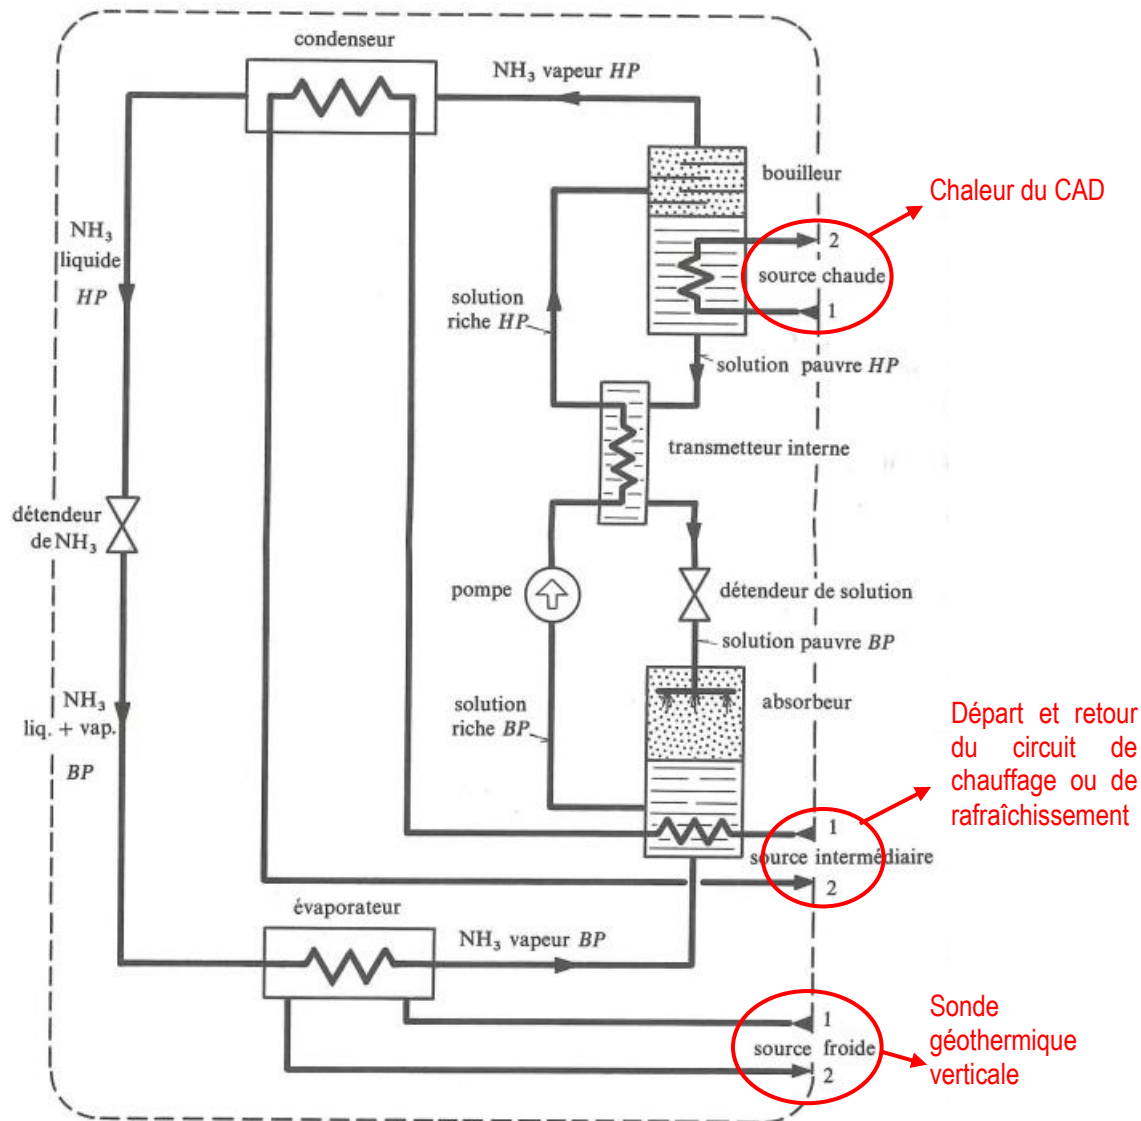 condenseur
NH₃ vapeur HP
bouilleur
Chaleur du CAD
NH₃
liquide
HP
2
source chaude
1
solution
riche HP
solution pauvre HP
transmetteur interne
détendeur
de NH₃
pompe
détendeur de solution
solution pauvre BP
NH₃
liq. + vap.
BP
solution
riche BP
absorbeur
Départ et retour
du circuit de
chauffage ou de
rafraîchissement
1
source intermédiaire
2
évaporateur
NH₃ vapeur BP
1
source froide
2
Sonde
géothermique
verticale